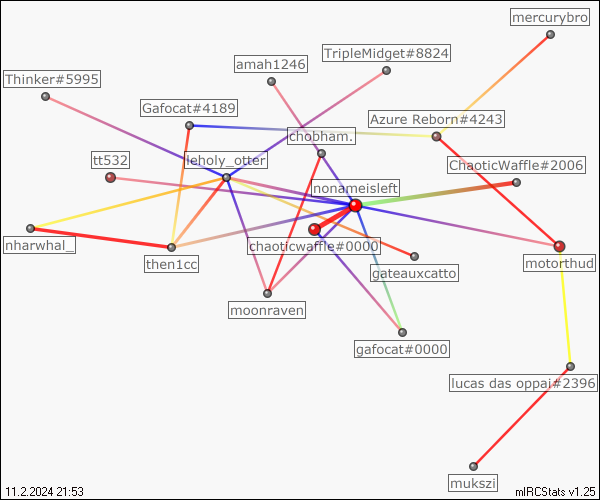 mercurybro
TripleMidget#8824
amah1246
Thinker#5995
Gafocat#4189
Azure Reborn#4243
chobham.
tt532
leholy_otter
ChaoticWaffle#2006
nonameisleft
nharwhal_
chaoticwaffle#0000
then1cc
motorthud
gateauxcatto
moonraven
gafocat#0000
lucas das oppai#2396
mukszi
11.2.2024 21:53
mIRCStats v1.25